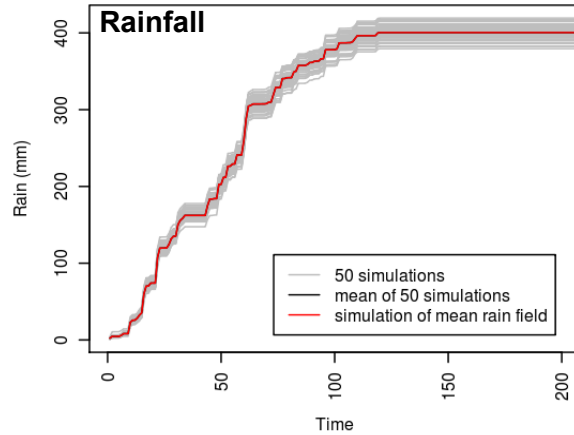 Rainfall
400
300
200
100
0
Rain (mm)
50 simulations
mean of 50 simulations
simulation of mean rain field
0
50
100
150
200
Time